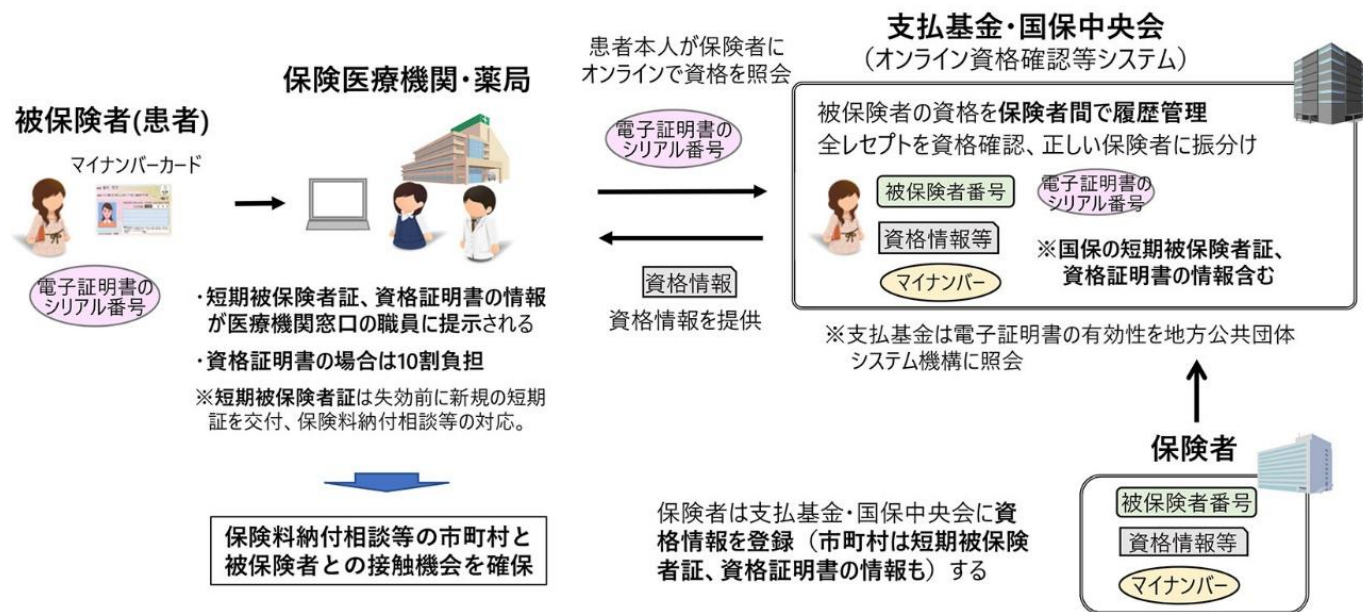 被保険者(患者)
マイナンバーカード
電子証明書の
シリアル番号
保険医療機関・薬局
・短期被保険者証、資格証明書の情報
が医療機関窓口の職員に提示される
・資格証明書の場合は10割負担
※短期被保険者証は失効前に新規の短期
証を交付、保険料納付相談等の対応。
保険料納付相談等の市町村と
被保険者との接触機会を確保
患者本人が保険者に
オンラインで資格を照会
電子証明書の
シリアル番号
資格情報
資格情報を提供
支払基金・国保中央会
(オンライン資格確認等システム)
被保険者の資格を保険者間で履歴管理
全レセプトを資格確認、正しい保険者に振分け
被保険者番号
電子証明書の
シリアル番号
資格情報等
マイナンバー
※国保の短期被保険者証、
資格証明書の情報含む
※支払基金は電子証明書の有効性を地方公共団体
システム機構に照会
保険者
被保険者番号
資格情報等
マイナンバー
保険者は支払基金・国保中央会に資
格情報を登録(市町村は短期被保険
者証、資格証明書の情報も)する